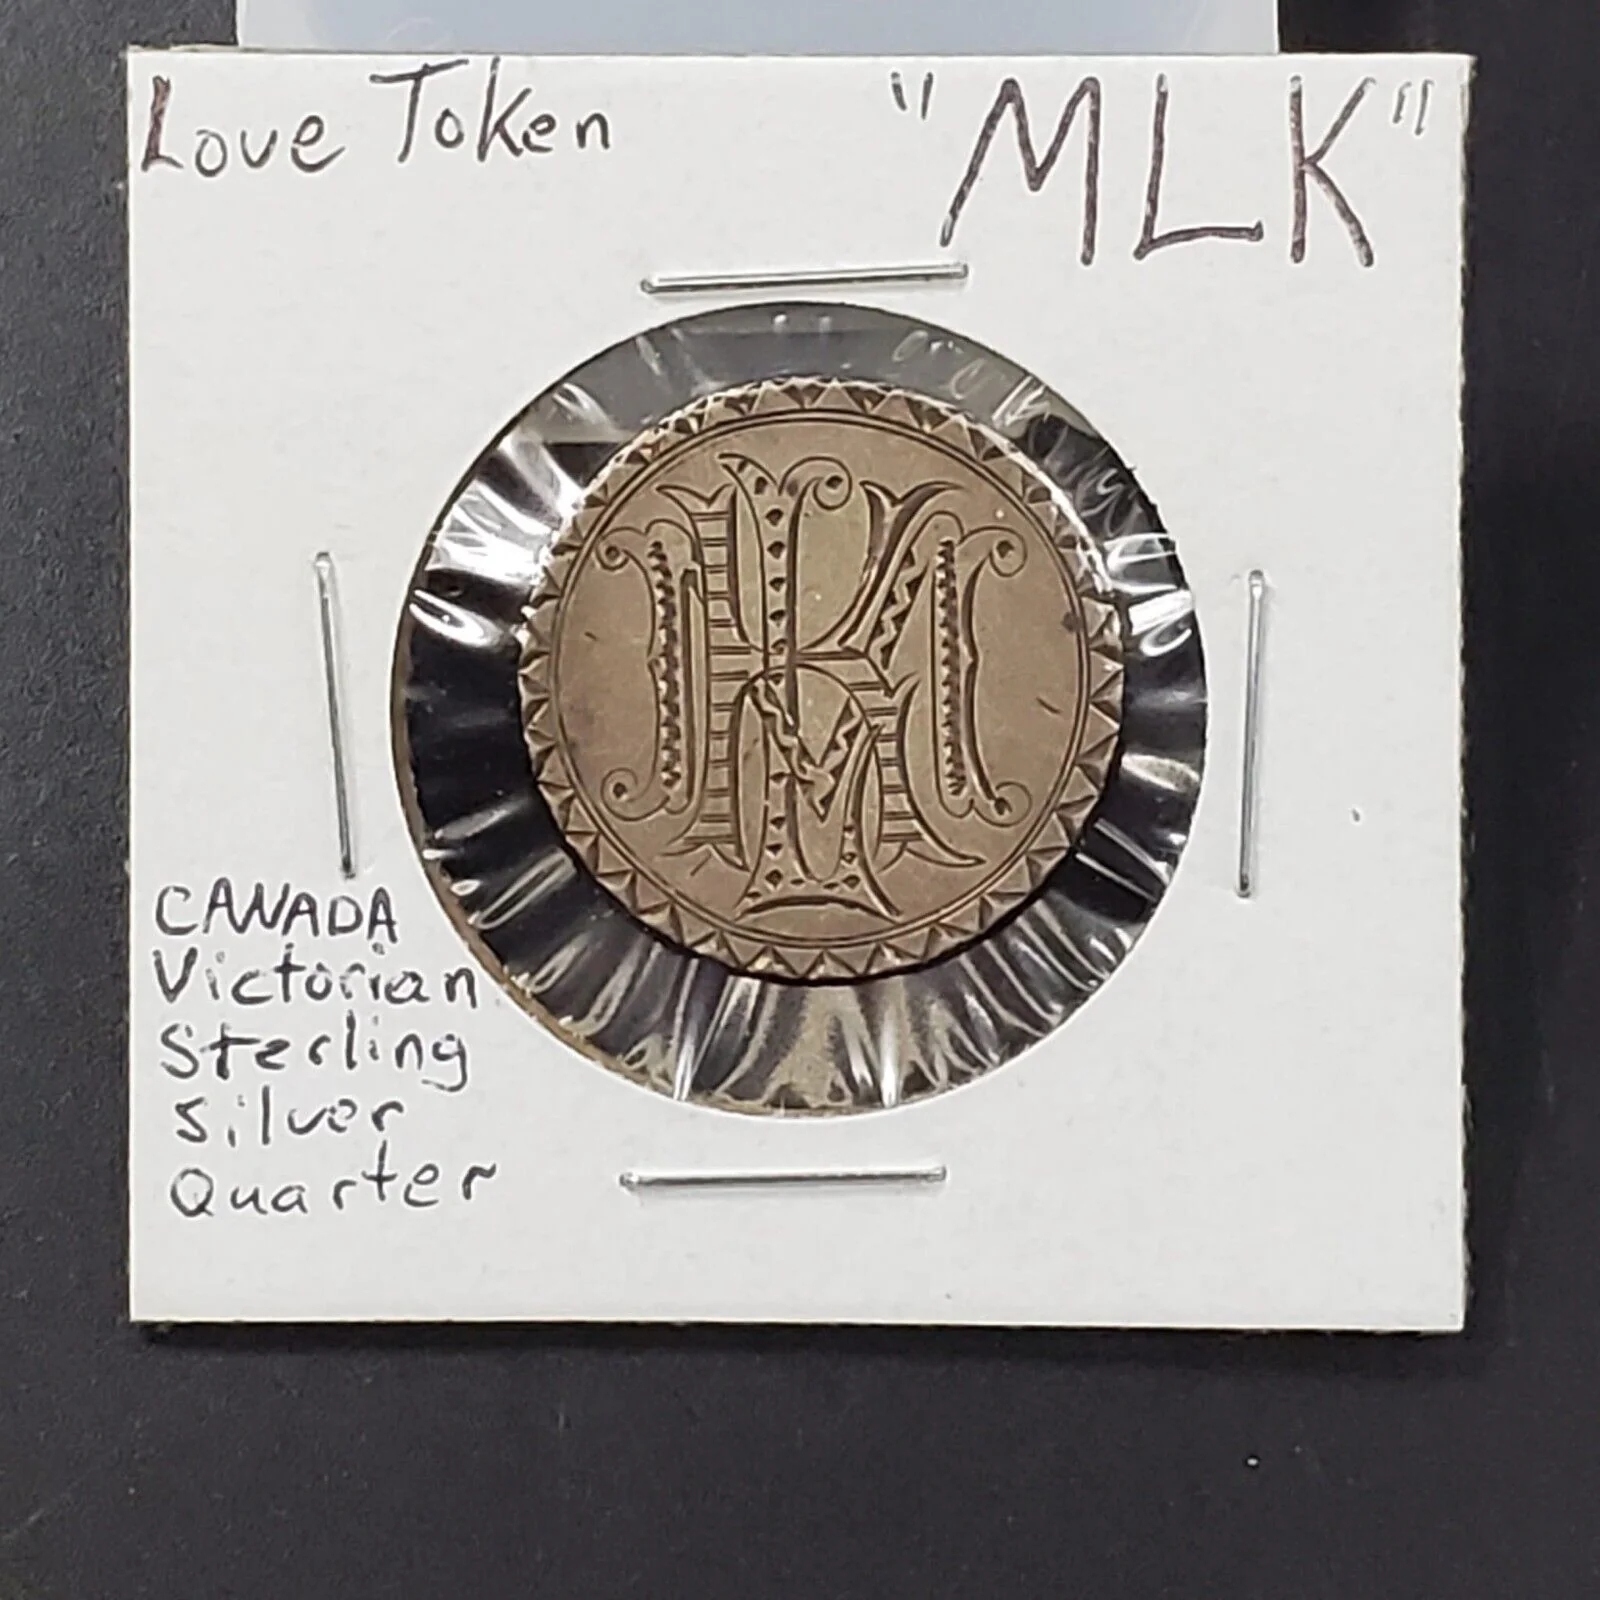 Love Token "MLK"
CANADA
Victorian
Sterling
Silver
Quarter